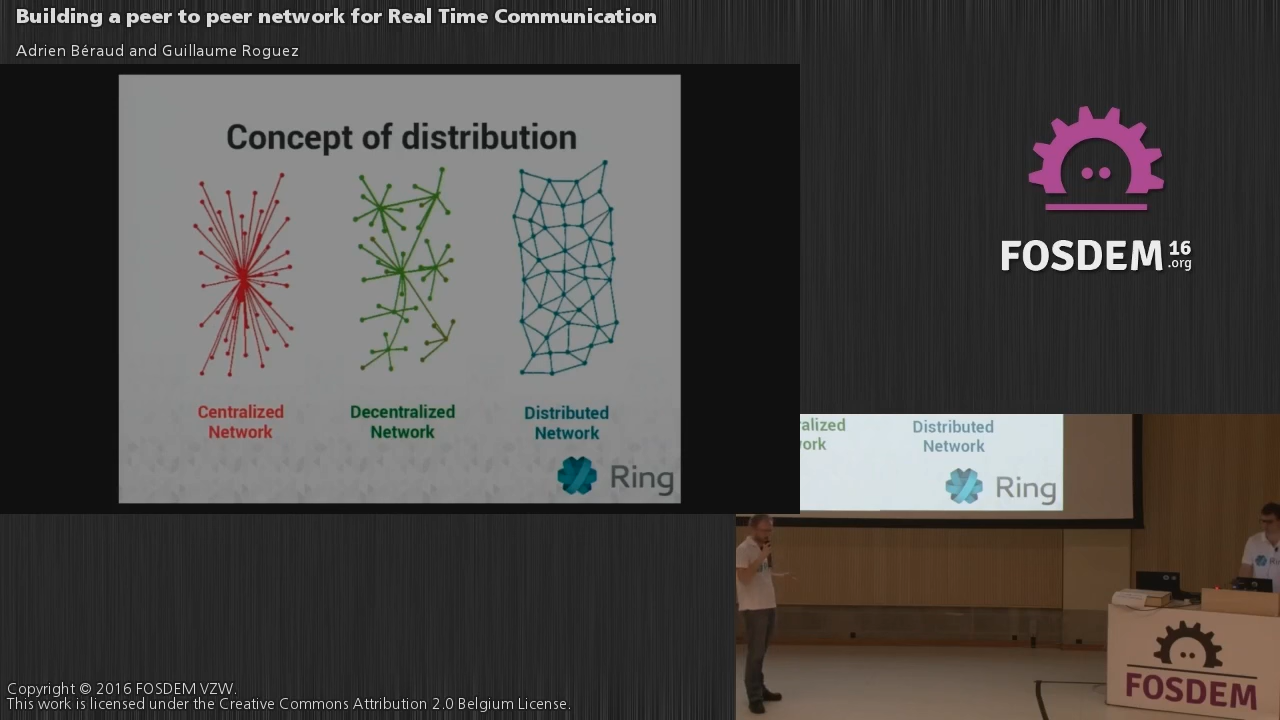 Building a peer to peer network for Real Time Communication
Adrien Béraud and Guillaume Roguez
Concept of distribution
Centralized
Network
Decentralized
Network
Distributed
Network
Ring
FOSDEM 16
.org
ralized
ork
Distributed
Network
Ring
Ring
FOSDEM
Copyright © 2016 FOSDEM VZW.
This work is licensed under the Creative Commons Attribution 2.0 Belgium License.